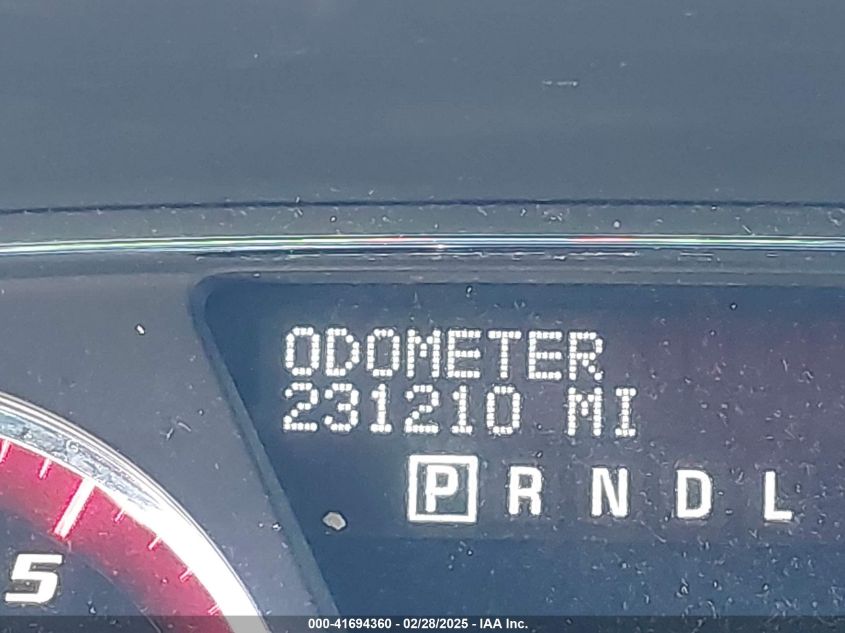 ODOMETER
231210 MI
P R N D L
5
000-41694360 - 02/28/2025 - IAA Inc.